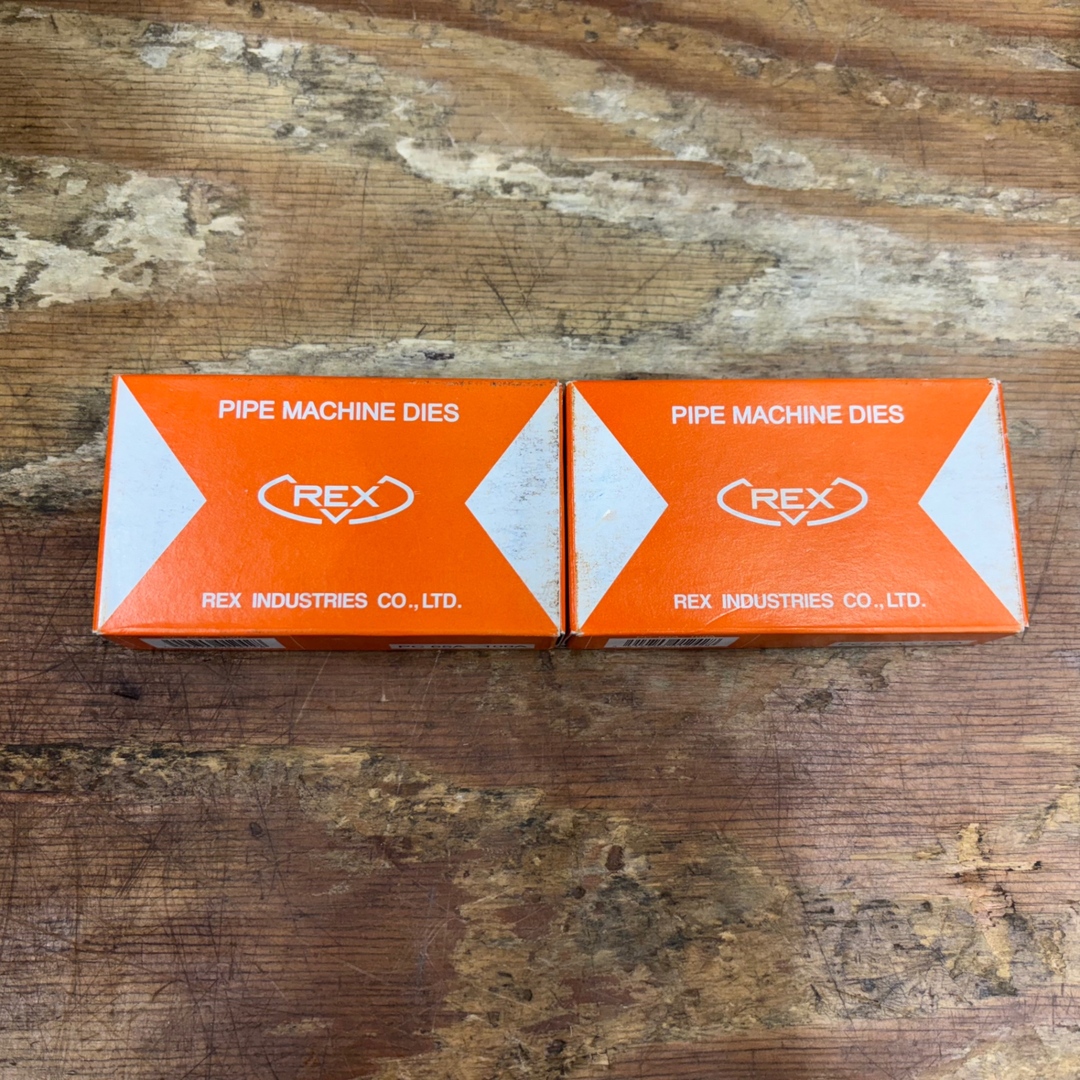 PIPE MACHINE DIES
REX
REX INDUSTRIES CO.,LTD.
PIPE MACHINE DIES
REX
REX INDUSTRIES CO.,LTD.